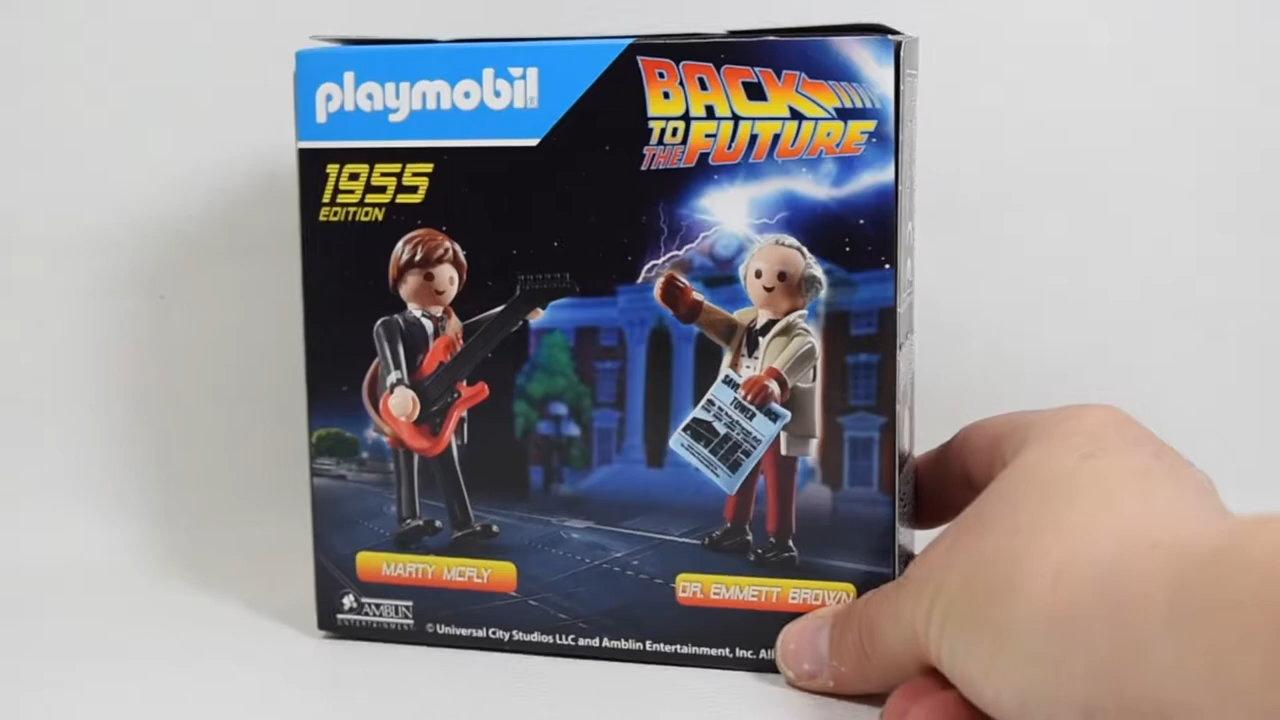 playmobil
BACK
TO
THE FUTURE
1955
EDITION
SAVE
TOWER
MARTY MCFLY
DR. EMMETT BROWN
AMBLIN
ENTERTAINMENT
© Universal City Studios LLC and Amblin Entertainment, Inc. All